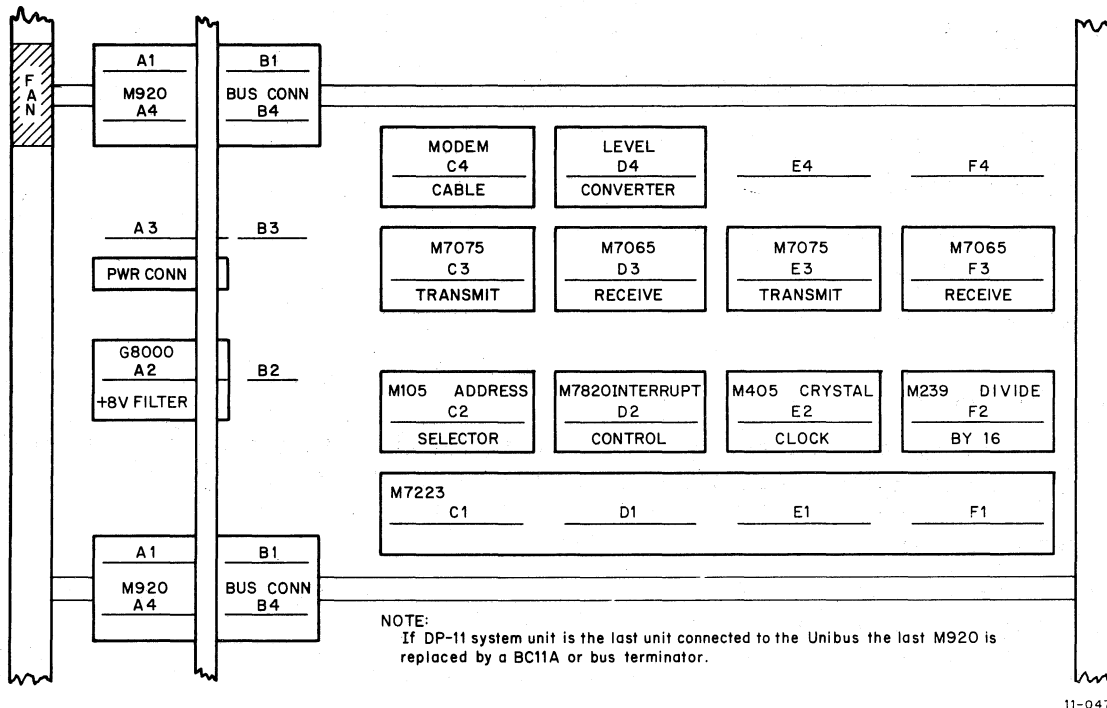 A1 B1
FAN
M920 BUS CONN
A4 B4
MODEM LEVEL
C4 D4 E4 F4
CABLE CONVERTER
A3 B3
M7075 M7065 M7075 M7065
PWR CONN C3 D3 E3 F3
TRANSMIT RECEIVE TRANSMIT RECEIVE
G8000
A2 B2
+8V FILTER
M105 ADDRESS M7820 INTERRUPT M405 CRYSTAL M239 DIVIDE
C2 D2 E2 F2
SELECTOR CONTROL CLOCK BY 16
M7223
C1 D1 E1 F1
A1 B1
M920 BUS CONN
A4 B4
NOTE:
If DP-11 system unit is the last unit connected to the Unibus the last M920 is
replaced by a BC11A or bus terminator.